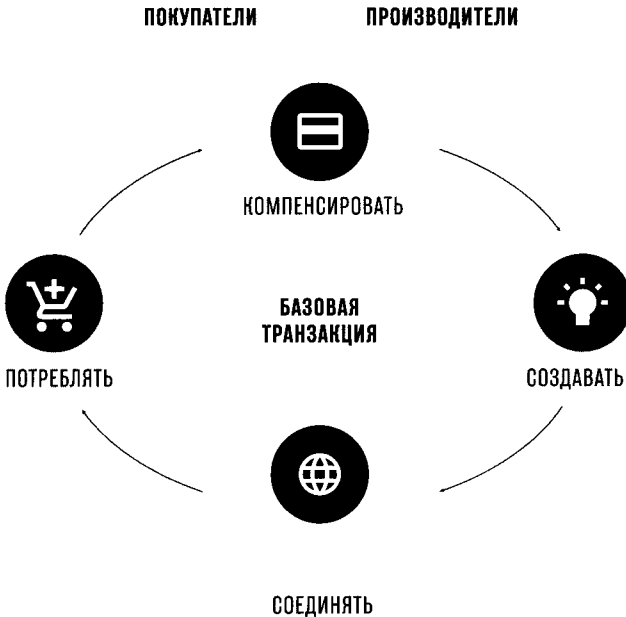 ПОКУПАТЕЛИ ПРОИЗВОДИТЕЛИ
КОМПЕНСИРОВАТЬ
БАЗОВАЯ
ТРАНЗАКЦИЯ
ПОТРЕБЛЯТЬ
СОЗДАВАТЬ
СОЕДИНЯТЬ